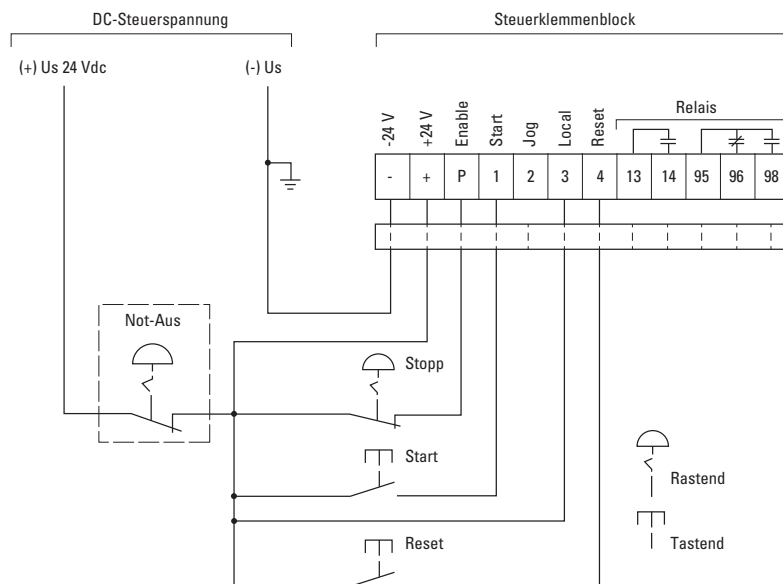 DC-Steuerspannung
Steuerklemmenblock
(+) Us 24 Vdc
(-) Us
-24 V
+24 V
Enable
Start
Jog
Local
Reset
Relais
- + P 1 2 3 4 13 14 95 96 98
Not-Aus
Stopp
Start
Rastend
Reset
Tastend